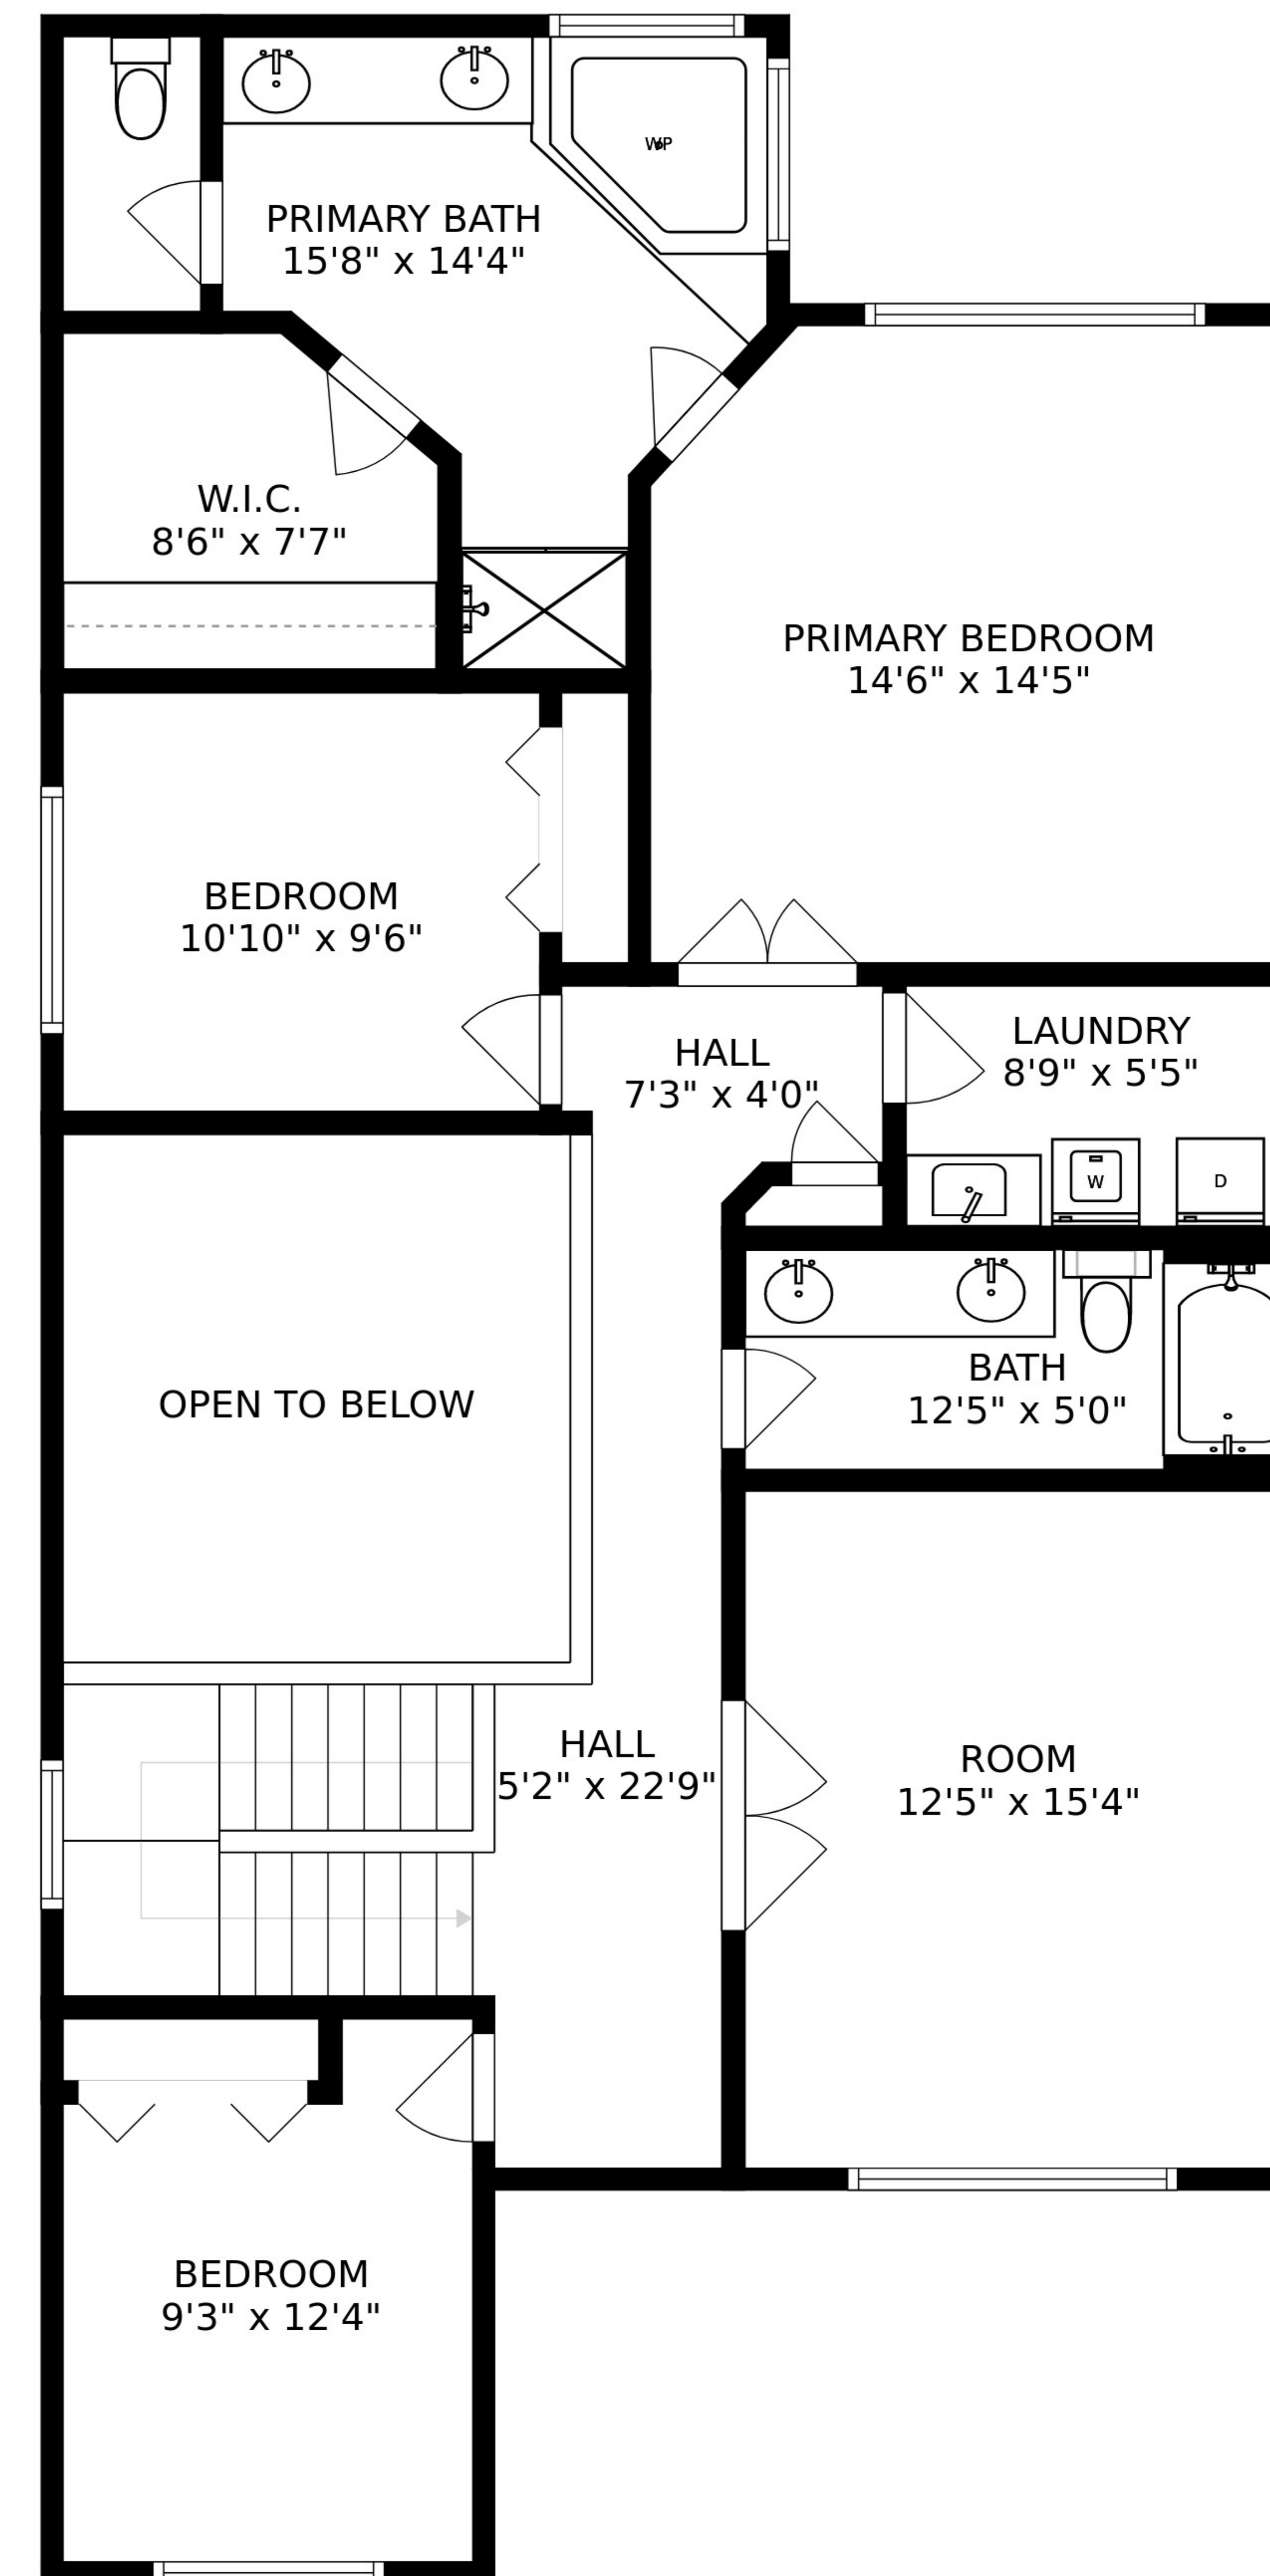 WP
PRIMARY BATH
15'8" x 14'4"
W.I.C.
8'6" x 7'7"
PRIMARY BEDROOM
14'6" x 14'5"
BEDROOM
10'10" x 9'6"
HALL
7'3" x 4'0"
LAUNDRY
8'9" x 5'5"
W
D
BATH
12'5" x 5'0"
OPEN TO BELOW
HALL
5'2" x 22'9"
ROOM
12'5" x 15'4"
BEDROOM
9'3" x 12'4"